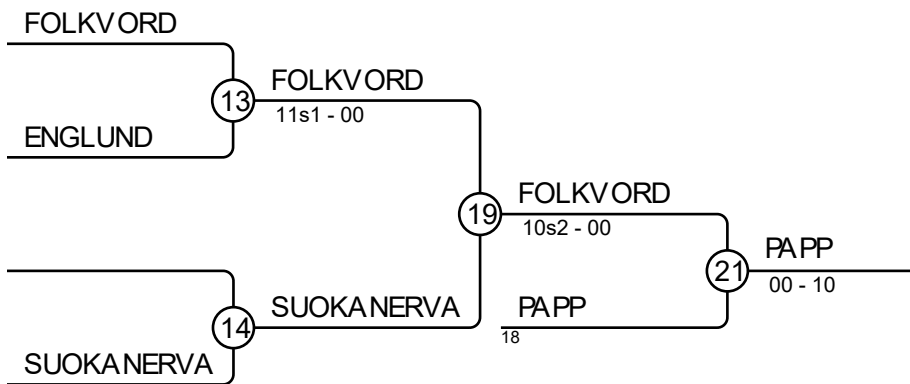 FOLKVORD
13
FOLKVORD
11s1 - 00
ENGLUND
19
FOLKVORD
10s2 - 00
21
PAPP
00 - 10
14
SUOKANERVA
PAPP
18
SUOKANERVA